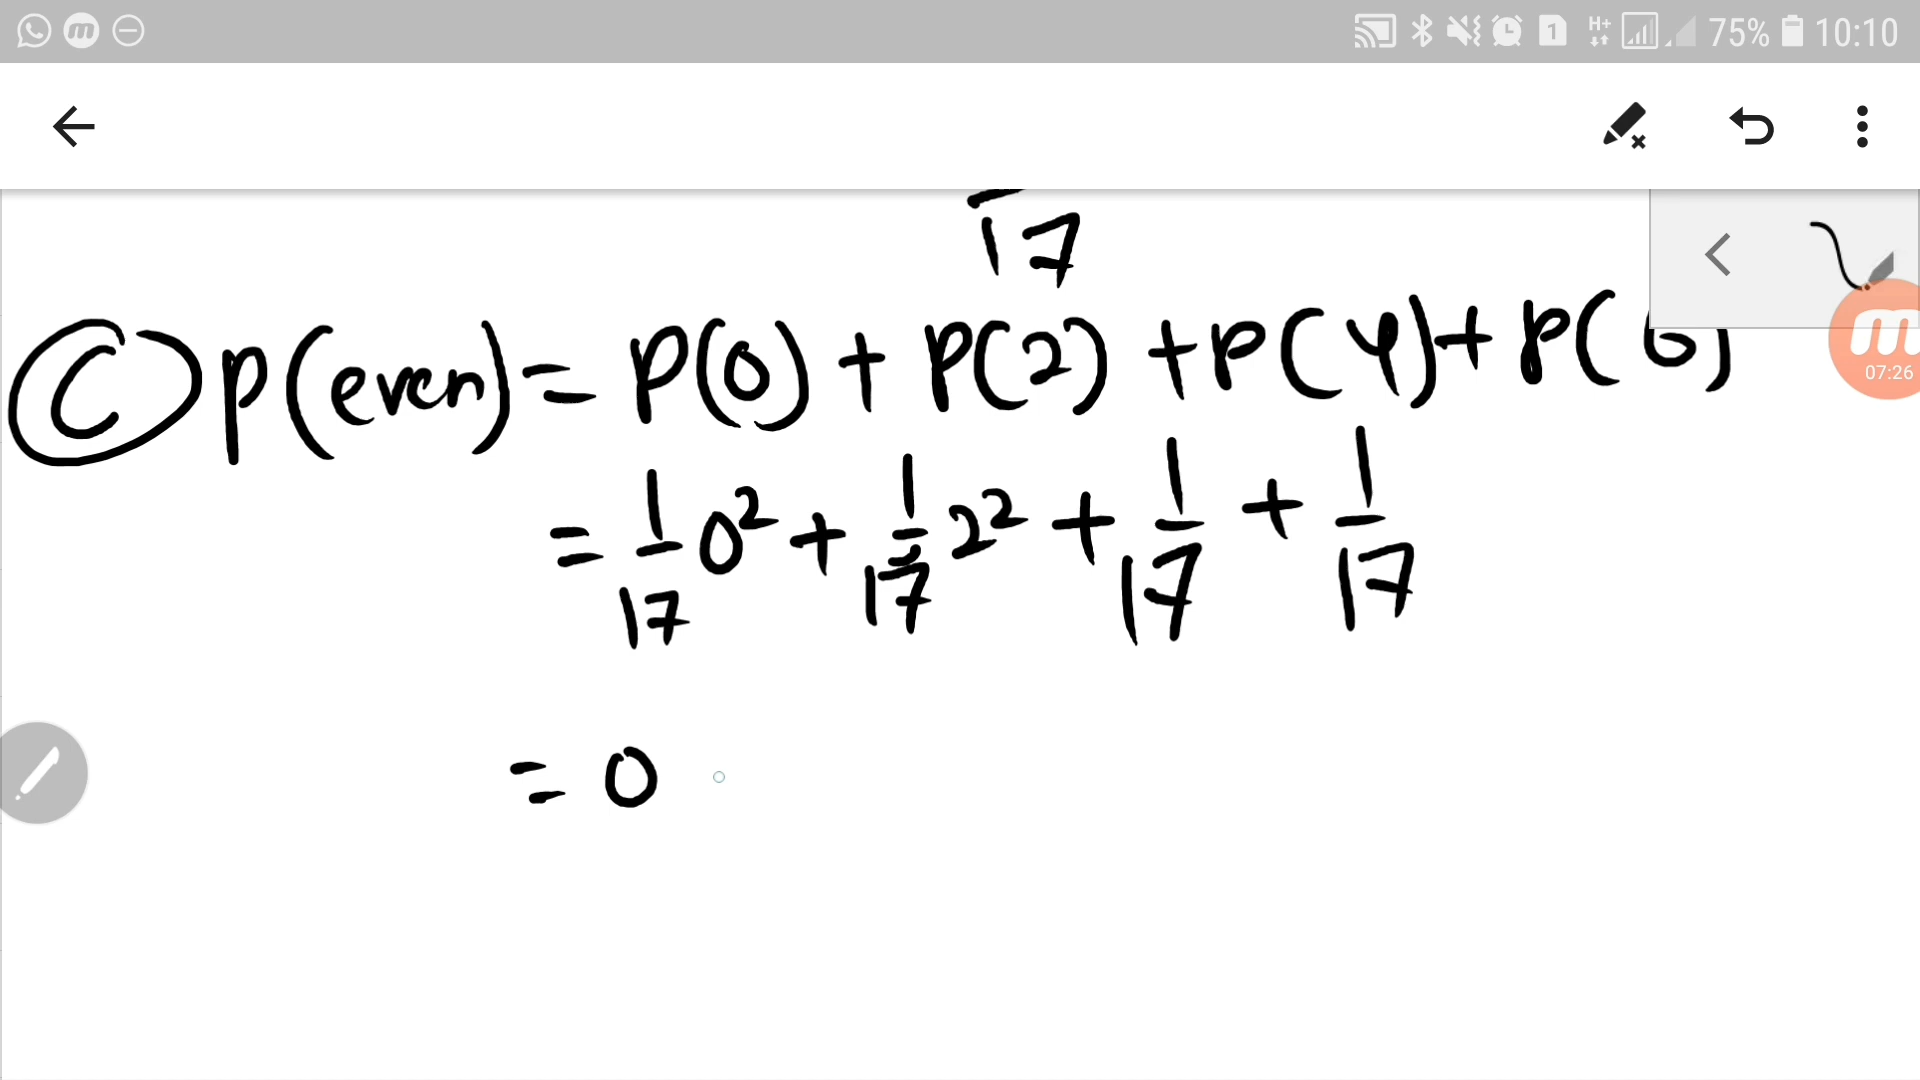 75% 10:10
17
07:26
Ⓒ P(even) = P(0) + P(2) + P(4) + P(6)
= 1/17 0² + 1/17 2² + 1/17 + 1/17
= 0